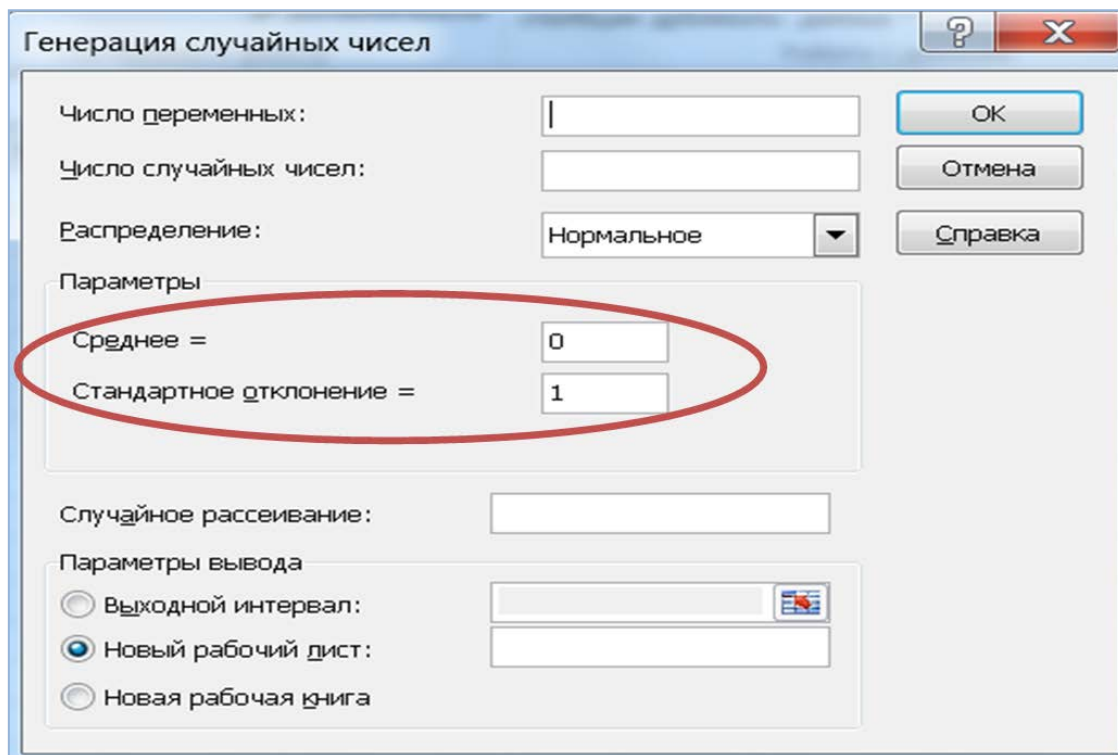 Генерация случайных чисел
Число переменных:
OK
Число случайных чисел:
Отмена
Распределение:
Нормальное
Справка
Параметры
Среднее =
0
Стандартное отклонение =
1
Случайное рассеивание:
Параметры вывода
Выходной интервал:
Новый рабочий лист:
Новая рабочая книга